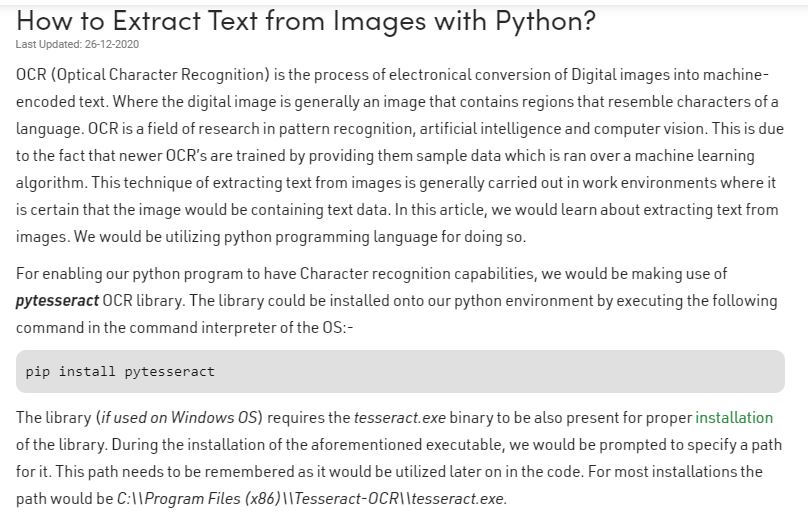 How to Extract Text from Images with Python?
Last Updated: 26-12-2020
OCR (Optical Character Recognition) is the process of electronical conversion of Digital images into machine-
encoded text. Where the digital image is generally an image that contains regions that resemble characters of a
language. OCR is a field of research in pattern recognition, artificial intelligence and computer vision. This is due
to the fact that newer OCR's are trained by providing them sample data which is ran over a machine learning
algorithm. This technique of extracting text from images is generally carried out in work environments where it
is certain that the image would be containing text data. In this article, we would learn about extracting text from
images. We would be utilizing python programming language for doing so.
For enabling our python program to have Character recognition capabilities, we would be making use of
pytesseract OCR library. The library could be installed onto our python environment by executing the following
command in the command interpreter of the OS:-
pip install pytesseract
The library (if used on Windows OS) requires the tesseract.exe binary to be also present for proper installation
of the library. During the installation of the aforementioned executable, we would be prompted to specify a path
for it. This path needs to be remembered as it would be utilized later on in the code. For most installations the
path would be C:\\Program Files (x86)\\Tesseract-OCR\\tesseract.exe.